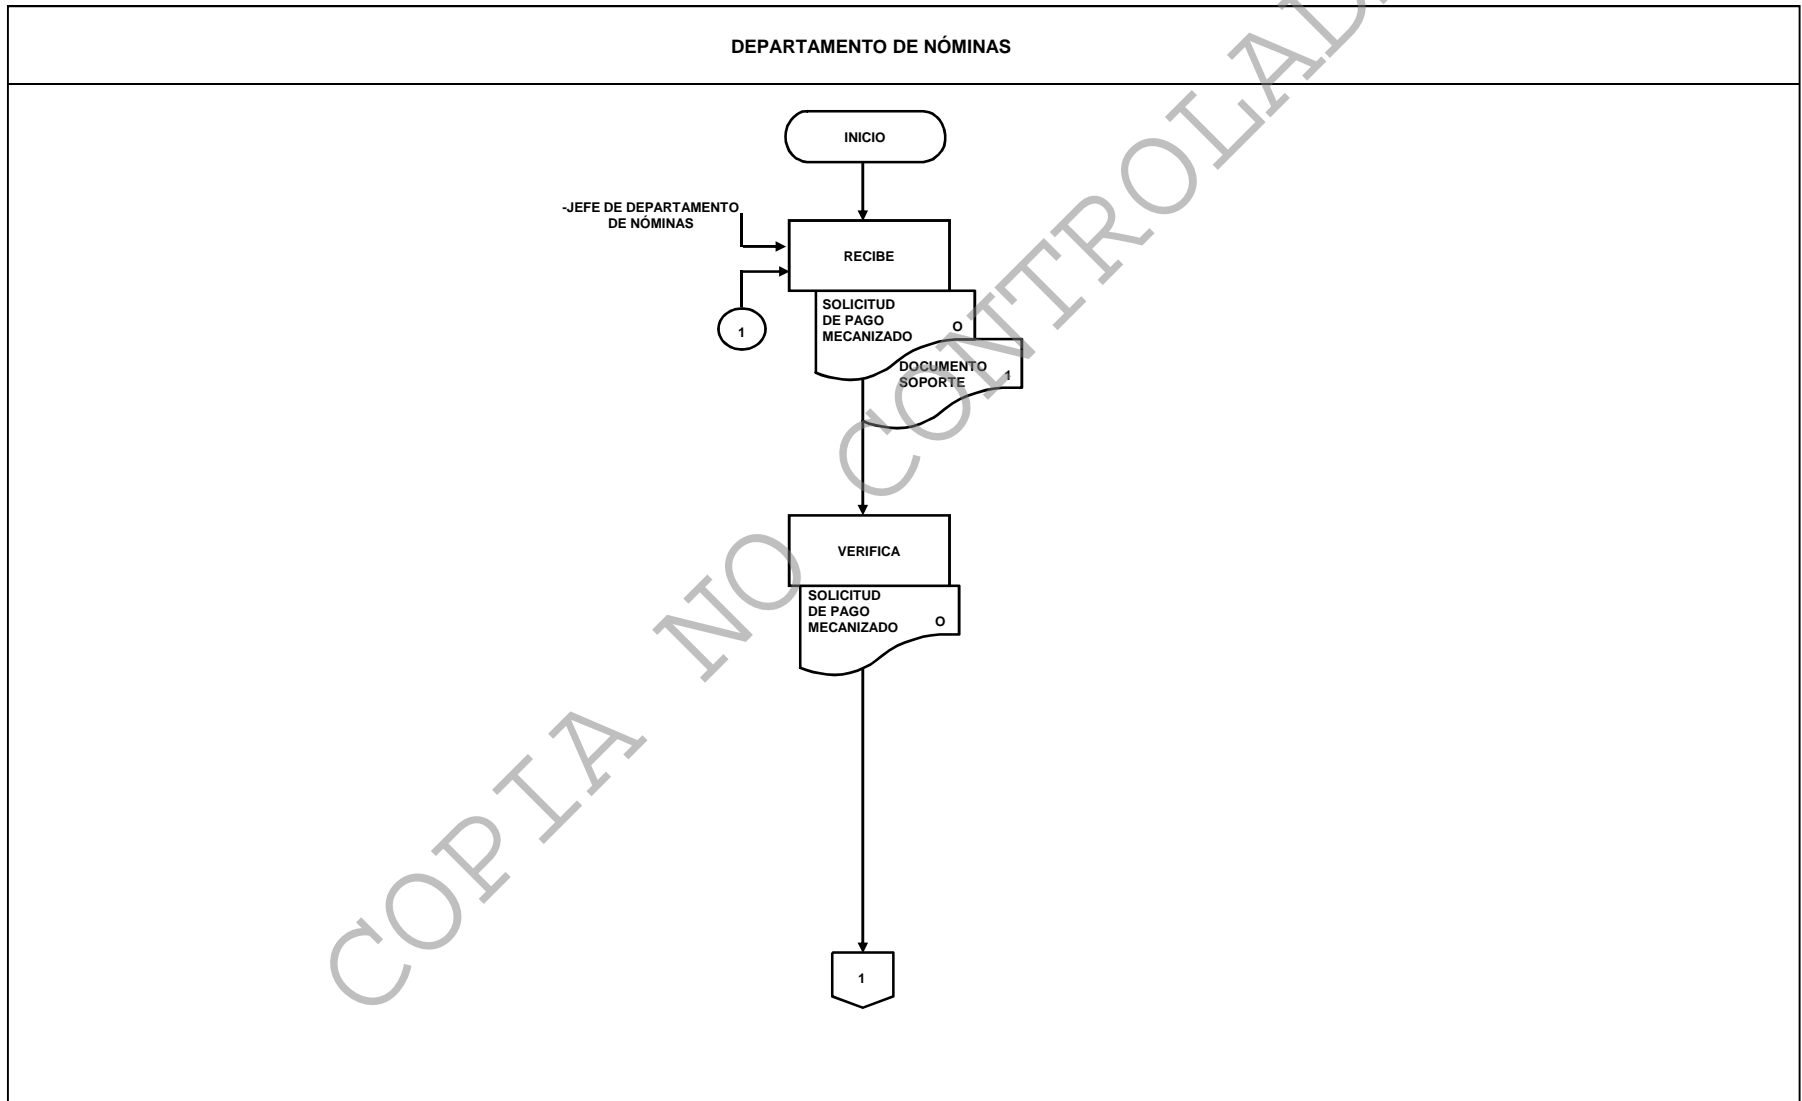 DEPARTAMENTO DE NÓMINAS
INICIO
-JEFE DE DEPARTAMENTO
DE NÓMINAS
RECIBE
1
SOLICITUD
DE PAGO
MECANIZADO O
DOCUMENTO
SOPORTE 1
VERIFICA
SOLICITUD
DE PAGO
MECANIZADO O
1
COPIA NO CONTROLADA